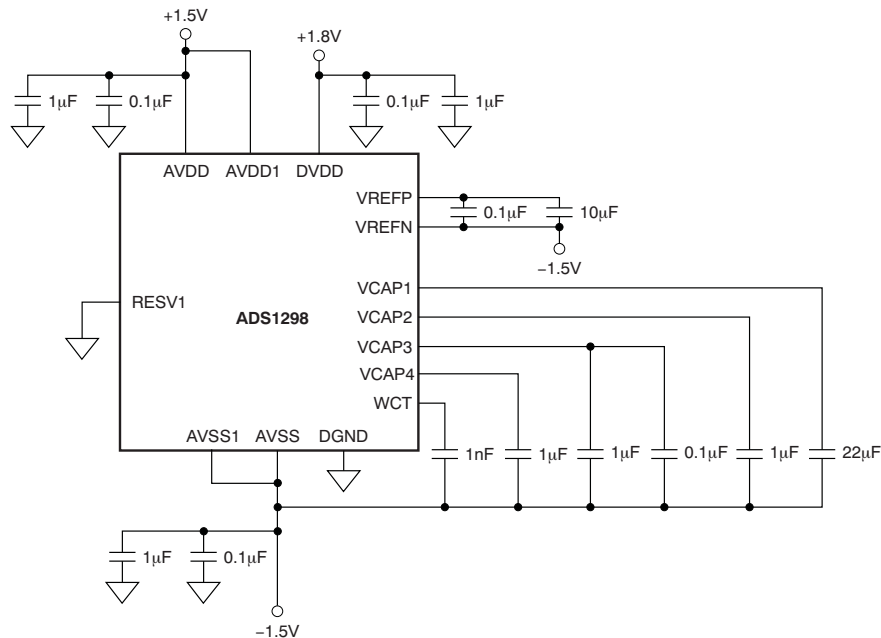 +1.5V
+1.8V
1μF
0.1μF
0.1μF
1μF
AVDD
AVDD1
DVDD
VREFP
VREFN
0.1μF
10μF
−1.5V
RESV1
ADS1298
VCAP1
VCAP2
VCAP3
VCAP4
WCT
AVSS1
AVSS
DGND
1nF
1μF
1μF
0.1μF
1μF
22μF
1μF
0.1μF
−1.5V